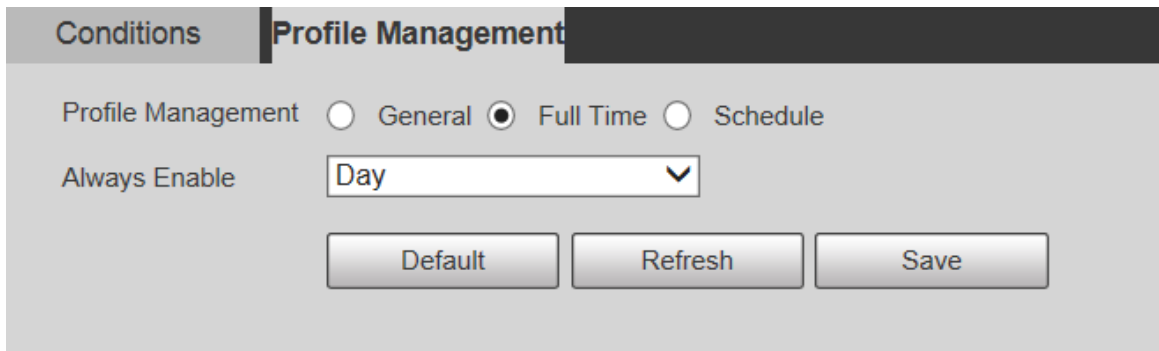 Conditions Profile Management
Profile Management General Full Time Schedule
Always Enable Day
Default Refresh Save